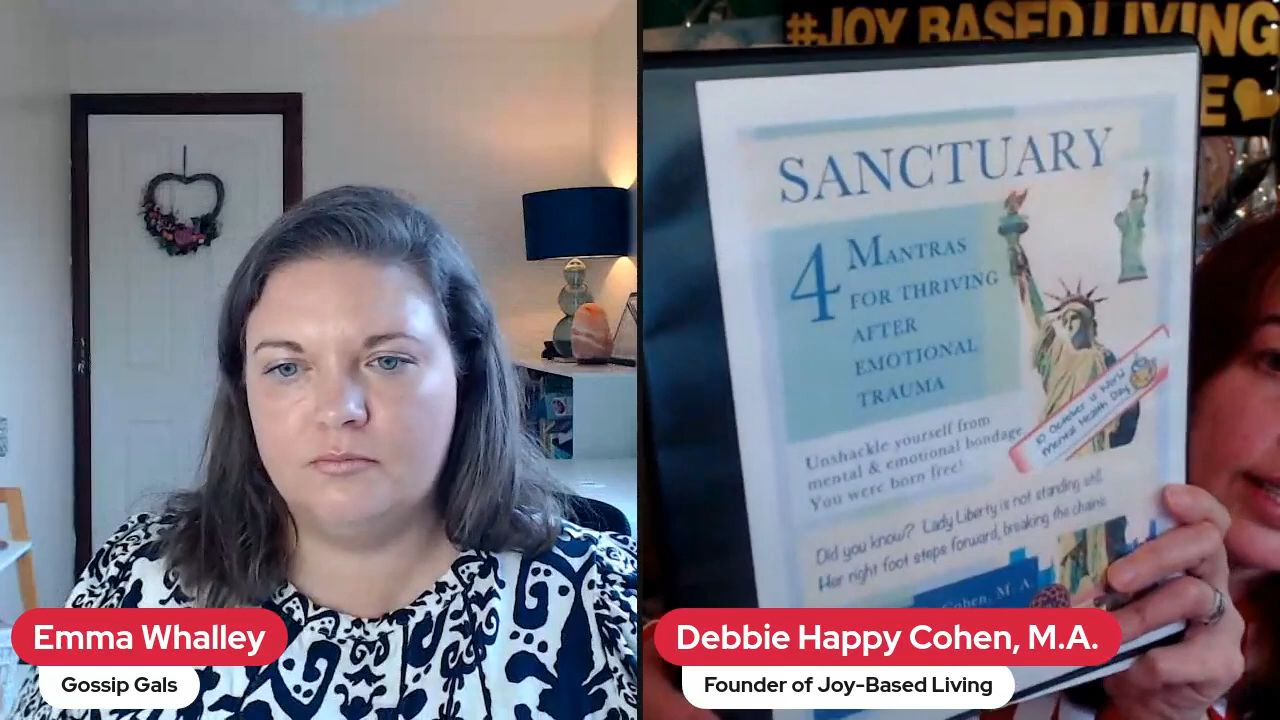 #JOY BASED LIVING
E
SANCTUARY
4 MANTRAS
FOR THRIVING
AFTER
EMOTIONAL
TRAUMA
10 October is World
Mental Health Day
Unshackle yourself from
mental & emotional bondage
You were born free!
Did you know? Lady Liberty is not standing still
Her right foot steps forward, breaking the chains
Cohen, M.A
Emma Whalley
Gossip Gals
Debbie Happy Cohen, M.A.
Founder of Joy-Based Living